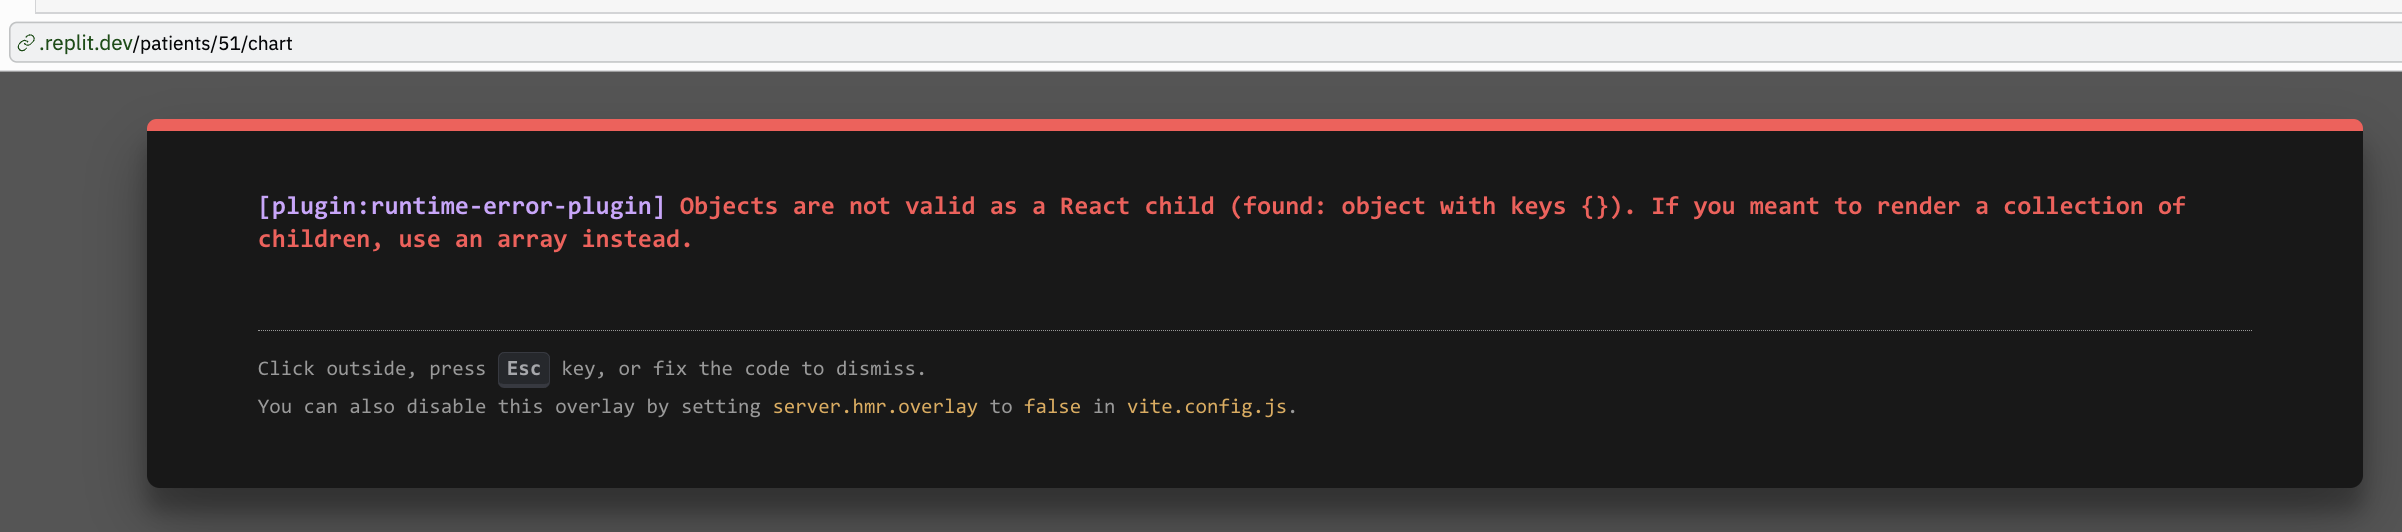 .replit.dev/patients/51/chart
[plugin:runtime-error-plugin] Objects are not valid as a React child (found: object with keys {}). If you meant to render a collection of
children, use an array instead.
Click outside, press Esc key, or fix the code to dismiss.
You can also disable this overlay by setting server.hmr.overlay to false in vite.config.js.